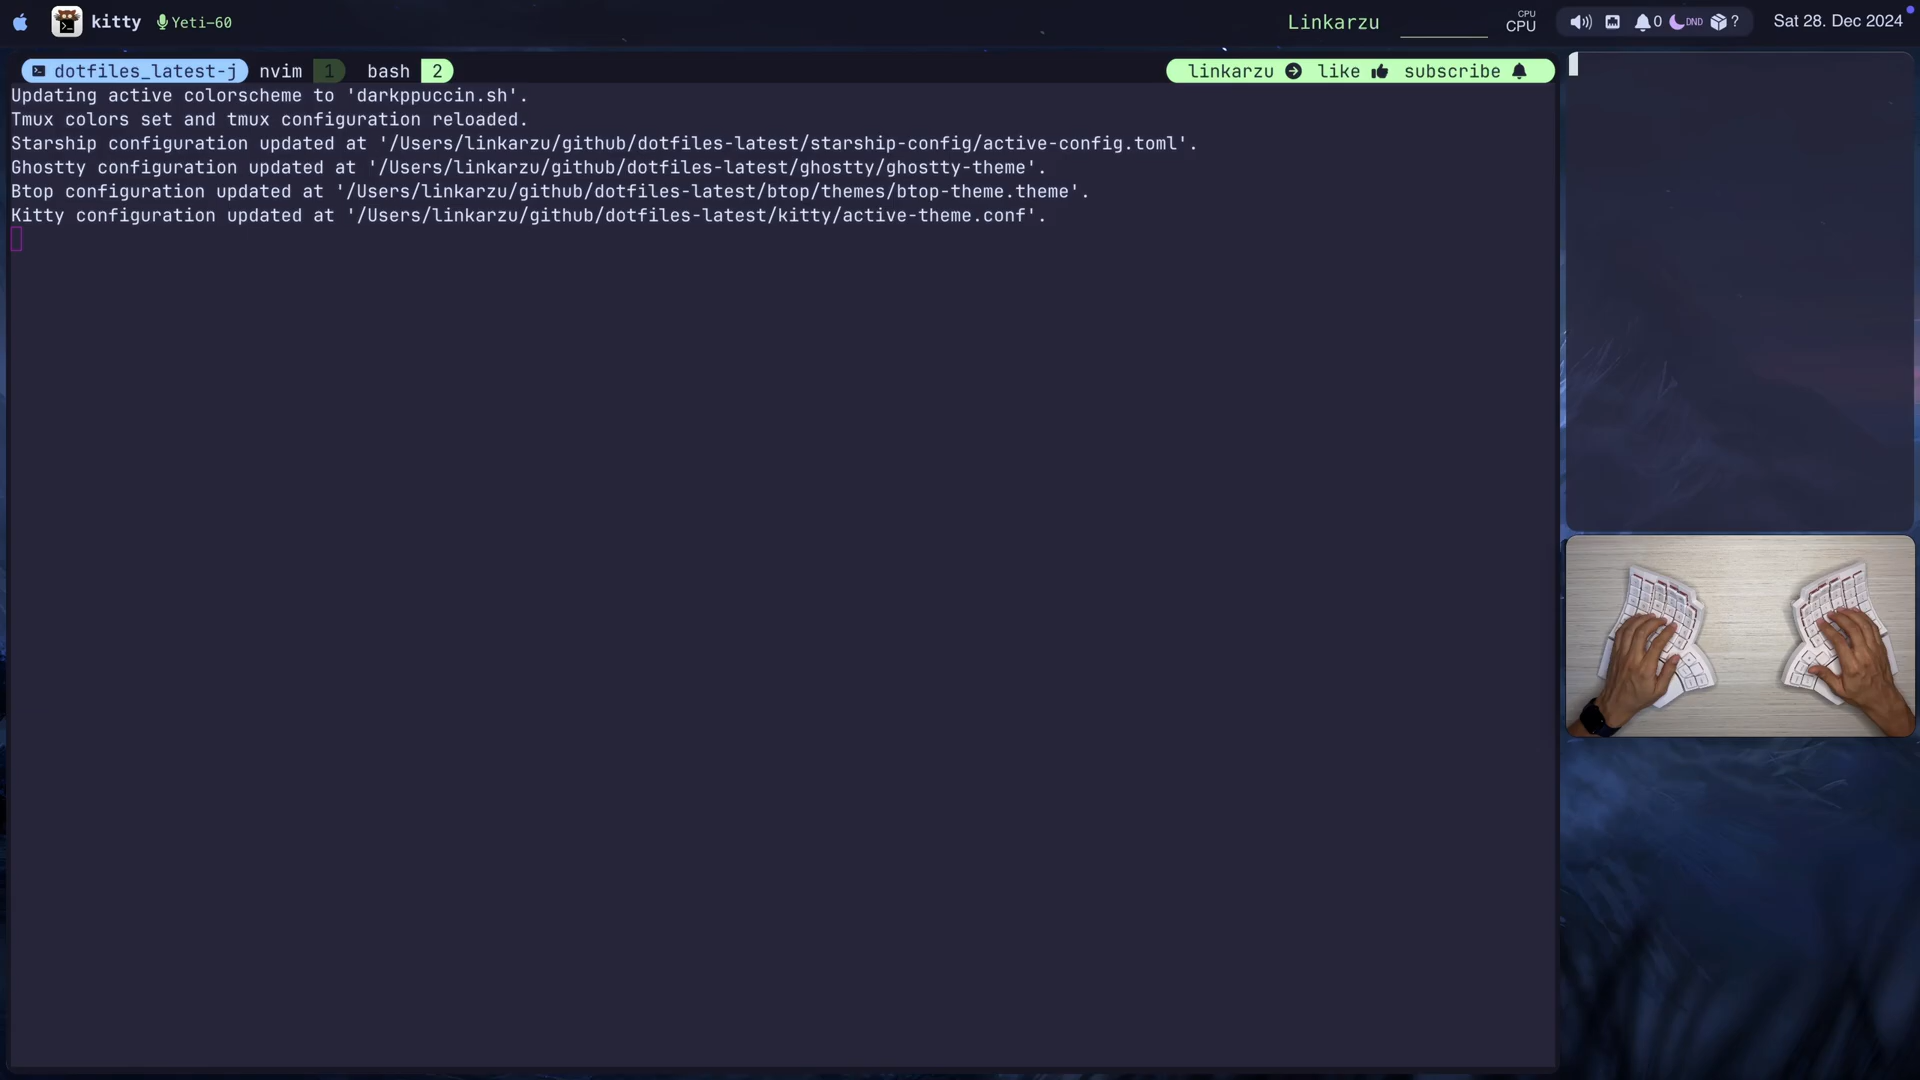 kitty Yeti-60 Linkarzu CPU CPU 0 DND ? Sat 28. Dec 2024
dotfiles_latest-j nvim 1 bash 2 linkarzu like subscribe
Updating active colorscheme to 'darkppuccin.sh'.
Tmux colors set and tmux configuration reloaded.
Starship configuration updated at '/Users/linkarzu/github/dotfiles-latest/starship-config/active-config.toml'.
Ghostty configuration updated at '/Users/linkarzu/github/dotfiles-latest/ghostty/ghostty-theme'.
Btop configuration updated at '/Users/linkarzu/github/dotfiles-latest/btop/themes/btop-theme.theme'.
Kitty configuration updated at '/Users/linkarzu/github/dotfiles-latest/kitty/active-theme.conf'.